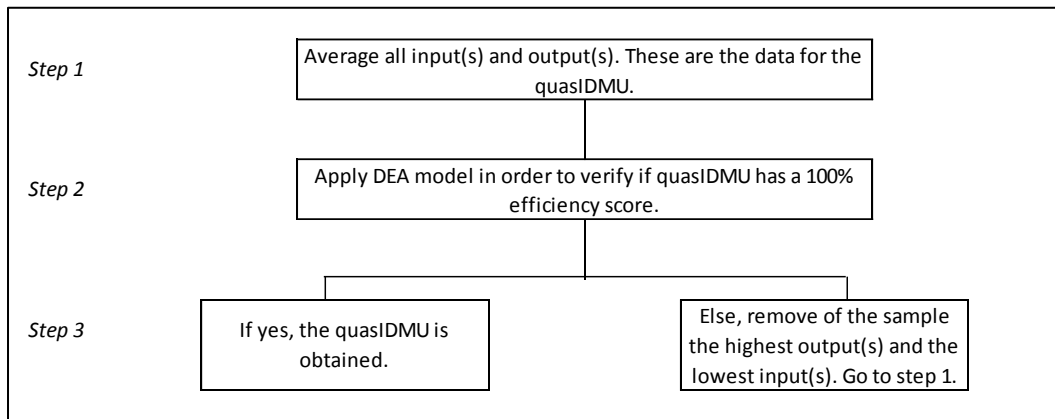 Step 1
Average all input(s) and output(s). These are the data for the
quasIDMU.
Step 2
Apply DEA model in order to verify if quasIDMU has a 100%
efficiency score.
Step 3
If yes, the quasIDMU is
obtained.
Else, remove of the sample
the highest output(s) and the
lowest input(s). Go to step 1.